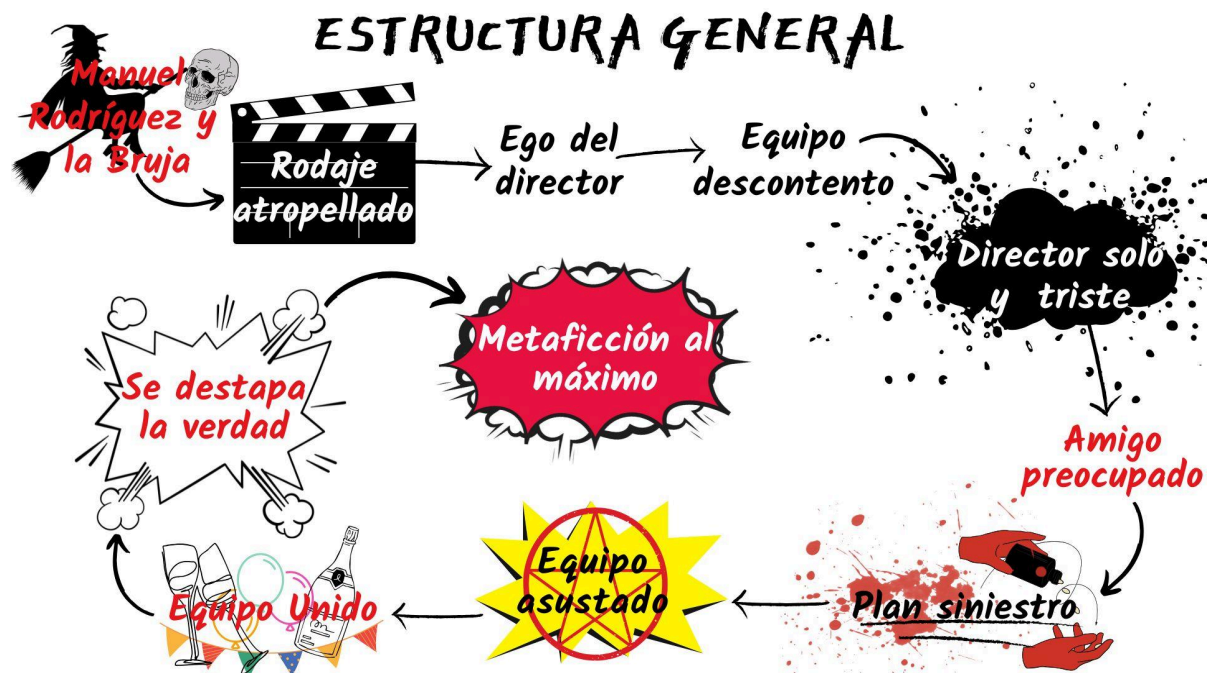 ESTRUCTURA GENERAL
Manuel
Rodríguez y
la Bruja
Rodaje
atropellado
Ego del
director
Equipo
descontento
Director solo
y triste
Amigo
preocupado
Plan siniestro
Equipo
asustado
Equipo Unido
Se destapa
la verdad
Metaficción al
máximo